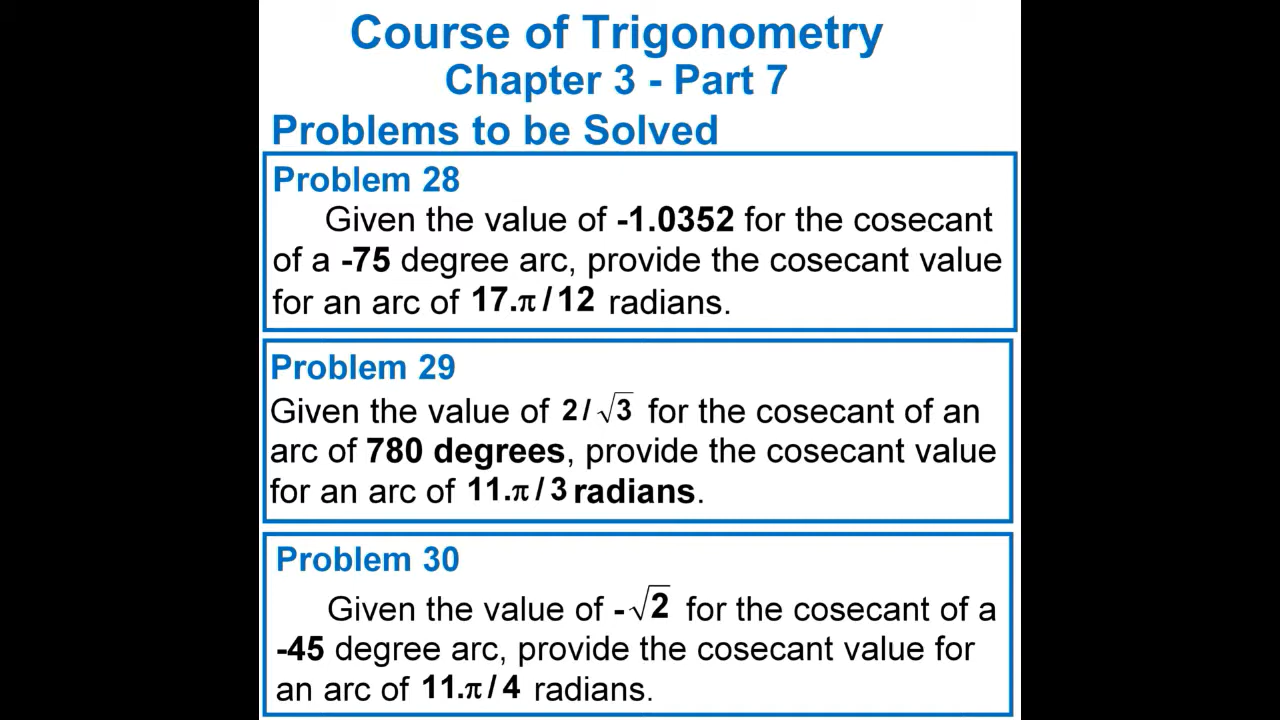 Course of Trigonometry
Chapter 3 - Part 7
Problems to be Solved
Problem 28
Given the value of -1.0352 for the cosecant
of a -75 degree arc, provide the cosecant value
for an arc of 17.π/12 radians.
Problem 29
Given the value of 2/√3 for the cosecant of an
arc of 780 degrees, provide the cosecant value
for an arc of 11.π/3 radians.
Problem 30
Given the value of -√2 for the cosecant of a
-45 degree arc, provide the cosecant value for
an arc of 11.π/4 radians.